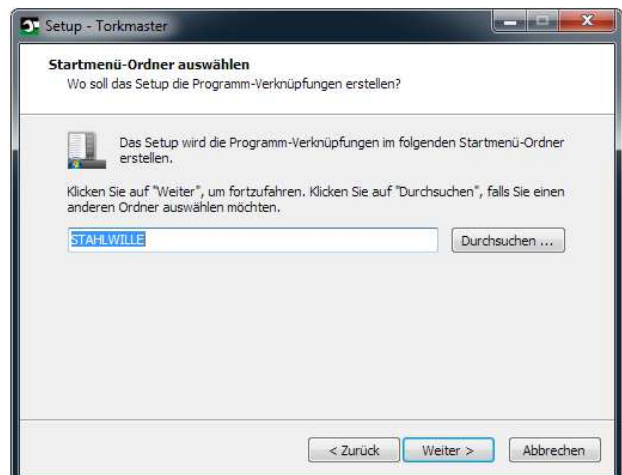 Setup - Torkmaster
Startmenü-Ordner auswählen
Wo soll das Setup die Programm-Verknüpfungen erstellen?
Das Setup wird die Programm-Verknüpfungen im folgenden Startmenü-Ordner
erstellen.
Klicken Sie auf "Weiter", um fortzufahren. Klicken Sie auf "Durchsuchen", falls Sie einen
anderen Ordner auswählen möchten.
STAHLWILLE
Durchsuchen ...
< Zurück
Weiter >
Abbrechen